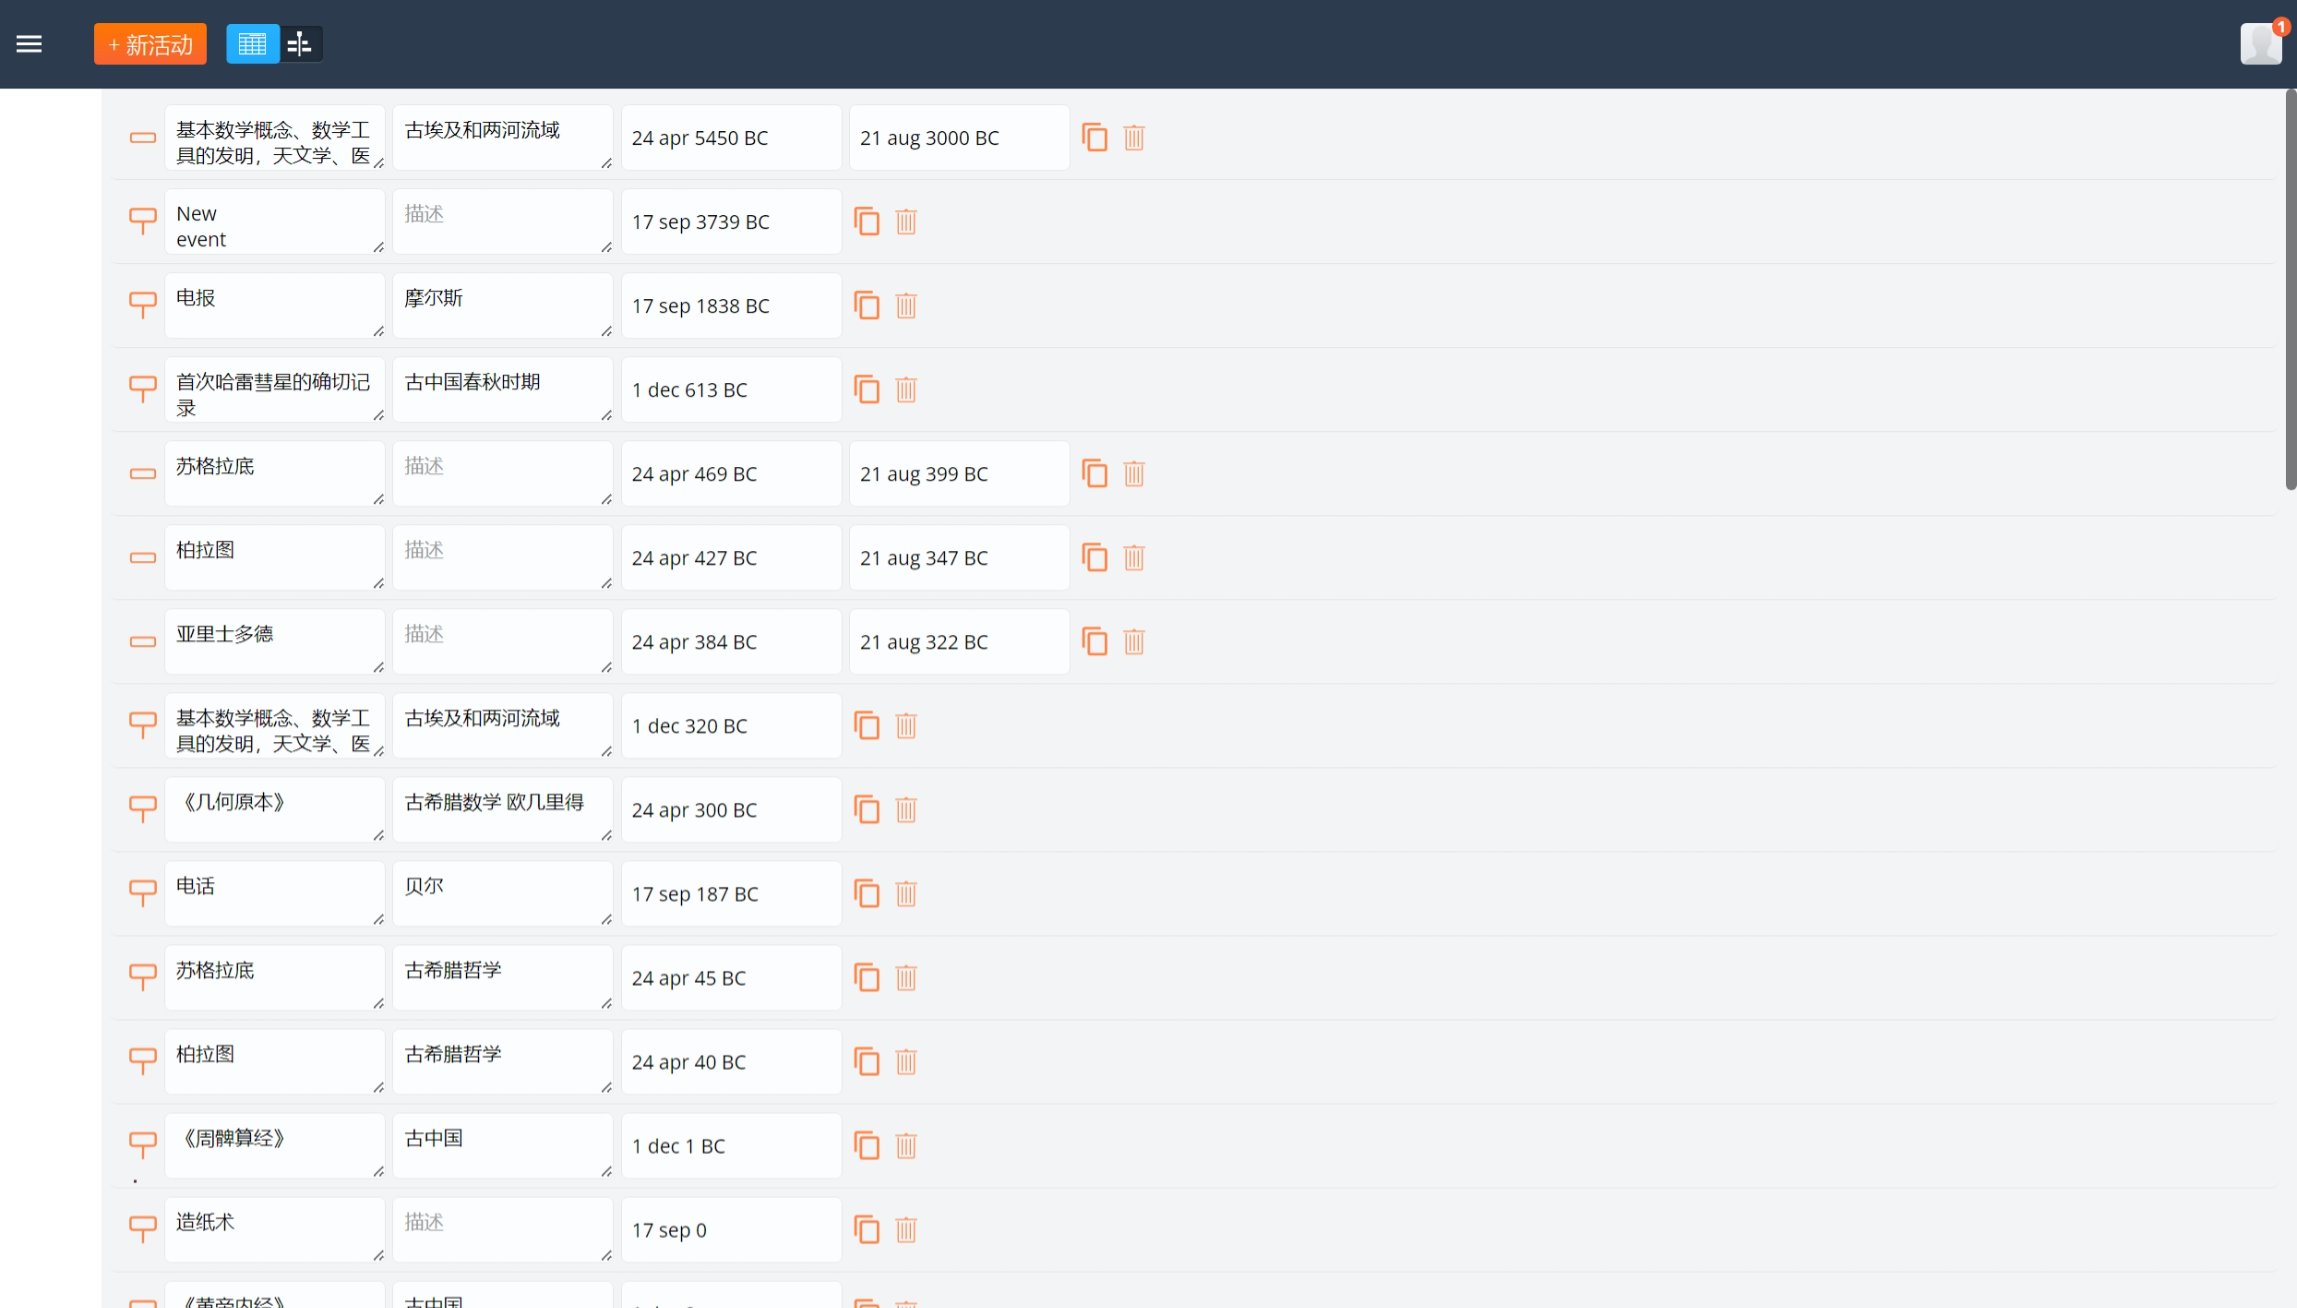 + 新活动
1
基本数学概念、数学工
具的发明，天文学、医
古埃及和两河流域
24 apr 5450 BC
21 aug 3000 BC
New
event
描述
17 sep 3739 BC
电报
摩尔斯
17 sep 1838 BC
首次哈雷彗星的确切记
录
古中国春秋时期
1 dec 613 BC
苏格拉底
描述
24 apr 469 BC
21 aug 399 BC
柏拉图
描述
24 apr 427 BC
21 aug 347 BC
亚里士多德
描述
24 apr 384 BC
21 aug 322 BC
基本数学概念、数学工
具的发明，天文学、医
古埃及和两河流域
1 dec 320 BC
《几何原本》
古希腊数学 欧几里得
24 apr 300 BC
电话
贝尔
17 sep 187 BC
苏格拉底
古希腊哲学
24 apr 45 BC
柏拉图
古希腊哲学
24 apr 40 BC
《周髀算经》
古中国
1 dec 1 BC
造纸术
描述
17 sep 0
《黄帝内经》
古中国